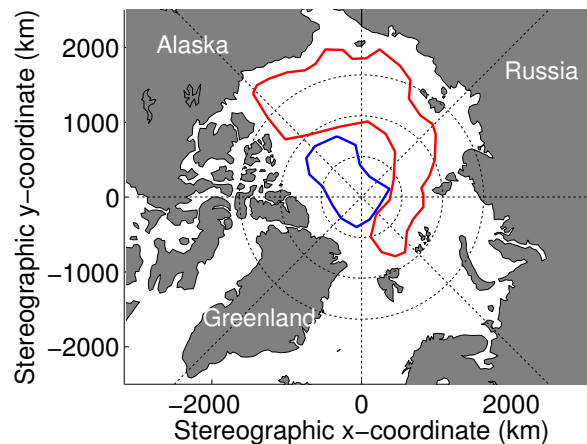 Stereographic y-coordinate (km)
2000
1000
0
−1000
−2000
Alaska
Russia
Greenland
−2000
0
2000
Stereographic x-coordinate (km)